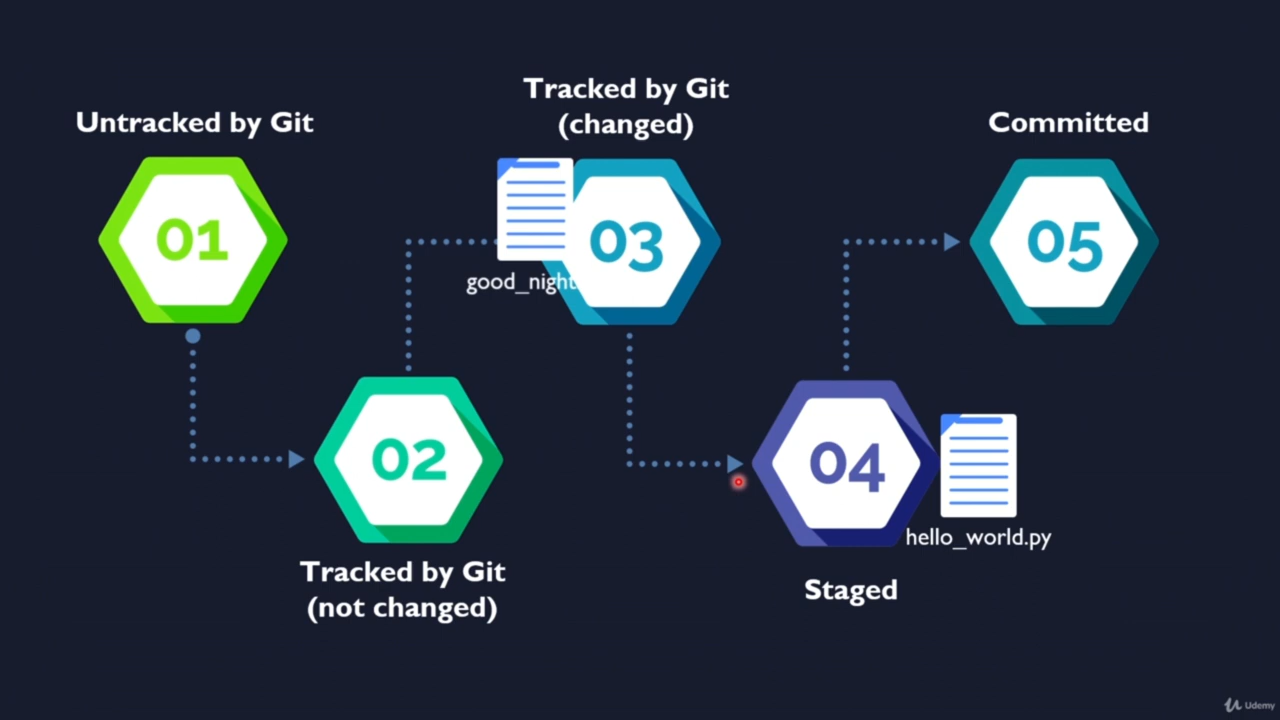 Untracked by Git
01
Tracked by Git
(not changed)
02
Tracked by Git
(changed)
03
good_night
04
Staged
hello_world.py
Committed
05
Udemy